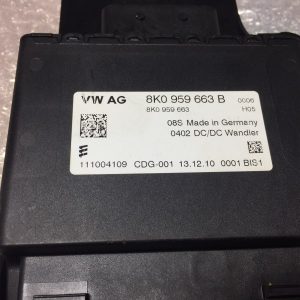 VW AG 8K0 959 663 B 0006
8K0 959 663 H05
08S Made in Germany
0402 DC/DC Wandler
111004109 CDG-001 13.12.10 0001 BIS1